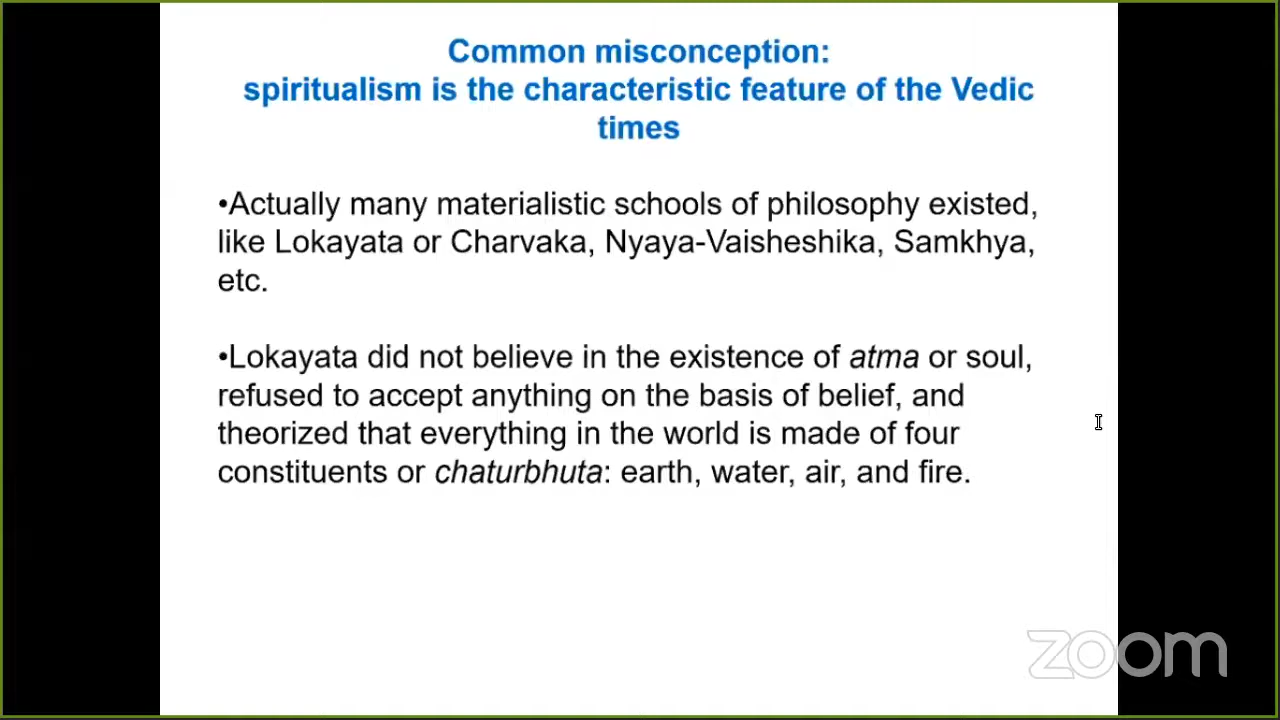 Common misconception:
spiritualism is the characteristic feature of the Vedic
times
•Actually many materialistic schools of philosophy existed,
like Lokayata or Charvaka, Nyaya-Vaisheshika, Samkhya,
etc.
•Lokayata did not believe in the existence of atma or soul,
refused to accept anything on the basis of belief, and
theorized that everything in the world is made of four
constituents or chaturbhuta: earth, water, air, and fire.
zoom